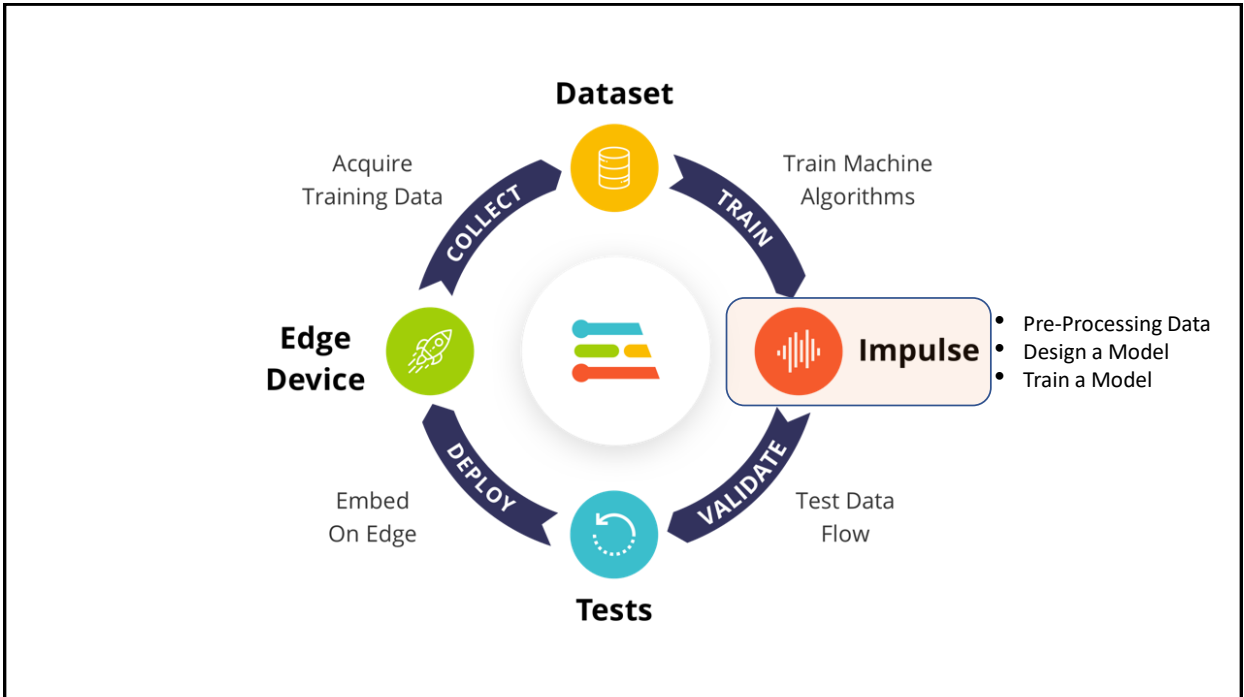 Dataset
Acquire
Training Data
COLLECT
TRAIN
Train Machine
Algorithms
Edge
Device
Impulse
• Pre-Processing Data
• Design a Model
• Train a Model
DEPLOY
VALIDATE
Embed
On Edge
Test Data
Flow
Tests